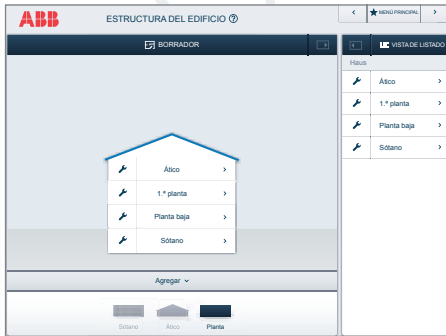 ABB
ESTRUCTURA DEL EDIFICIO ?
MENÚ PRINCIPAL
BORRADOR
VISTA DE LISTADO
Haus
Ático
1.ª planta
Planta baja
Sótano
Ático
1.ª planta
Planta baja
Sótano
Agregar
Sótano
Ático
Planta